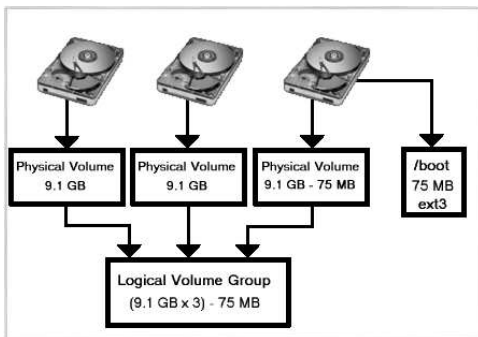 Physical Volume
9.1 GB
Physical Volume
9.1 GB
Physical Volume
9.1 GB - 75 MB
/boot
75 MB
ext3
Logical Volume Group
(9.1 GB x 3) - 75 MB